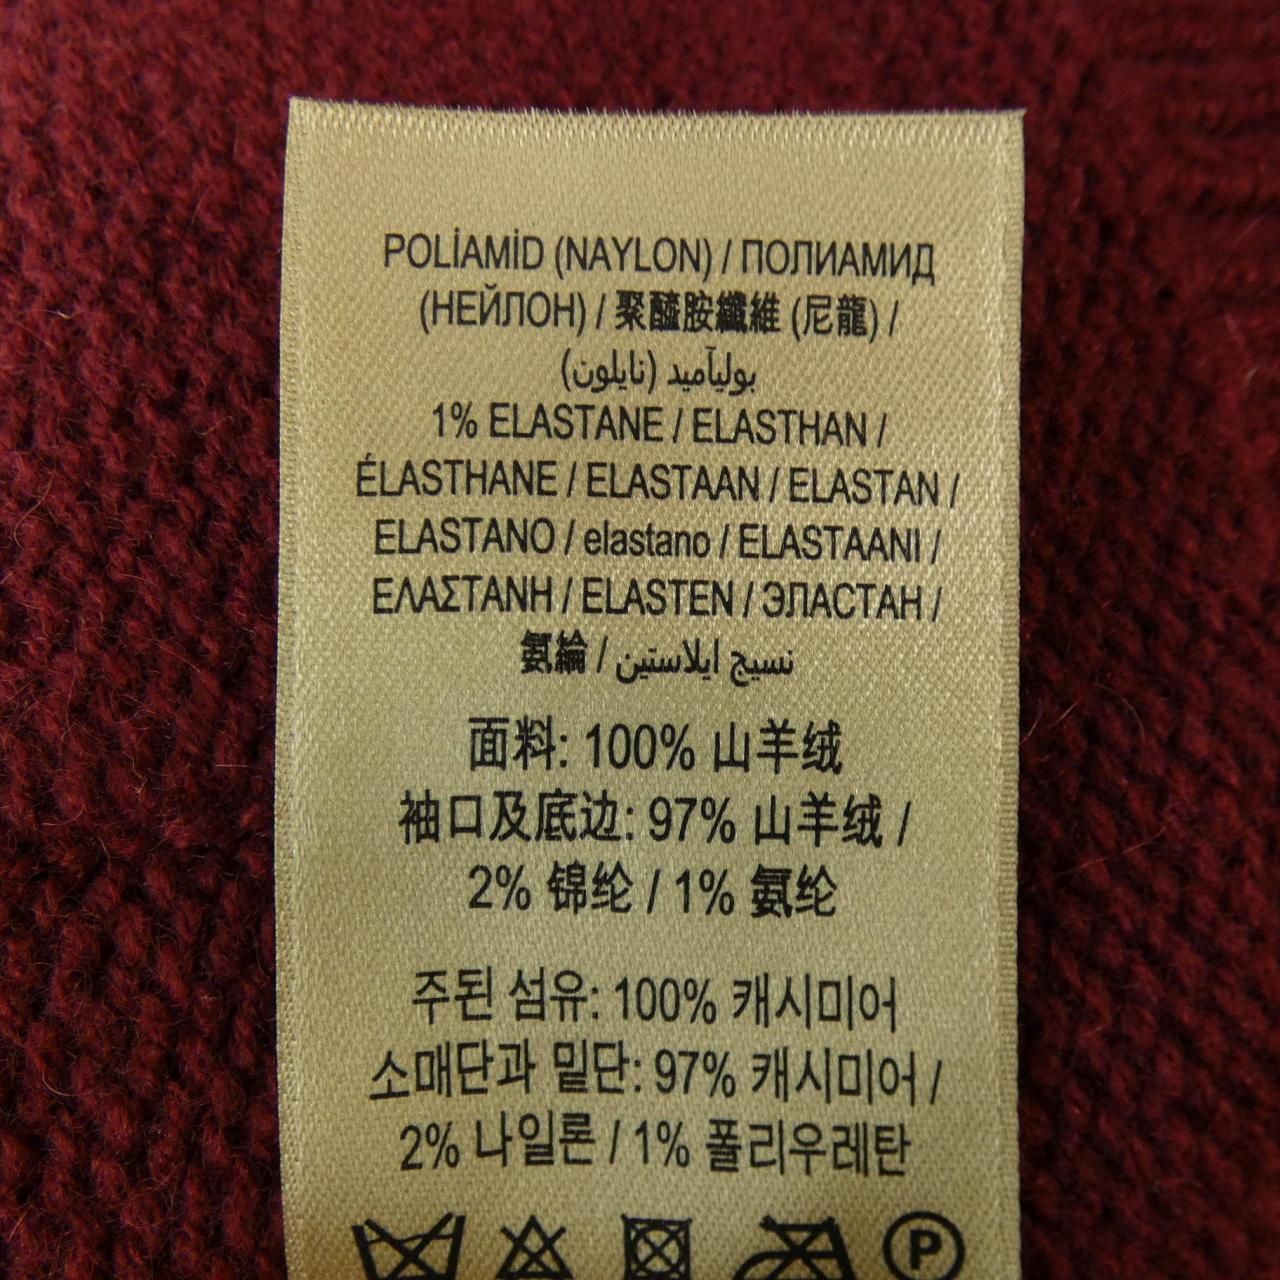 POLİAMİD (NAYLON) / ПОЛИАМИД
(НЕЙЛОН) / 聚醯胺纖維 (尼龍) /
بوليآميد (نايلون)
1% ELASTANE / ELASTHAN /
ÉLASTHANE / ELASTAAN / ELASTAN /
ELASTANO / elastano / ELASTAANI /
ΕΛΑΣΤΑΝΗ / ELASTEN / ЭЛАСТАН /
氨綸 / نسيج ايلاستين
面料: 100% 山羊绒
袖口及底边: 97% 山羊绒 /
2% 锦纶 / 1% 氨纶
주된 섬유: 100% 캐시미어
소매단과 밑단: 97% 캐시미어 /
2% 나일론 / 1% 폴리우레탄
P